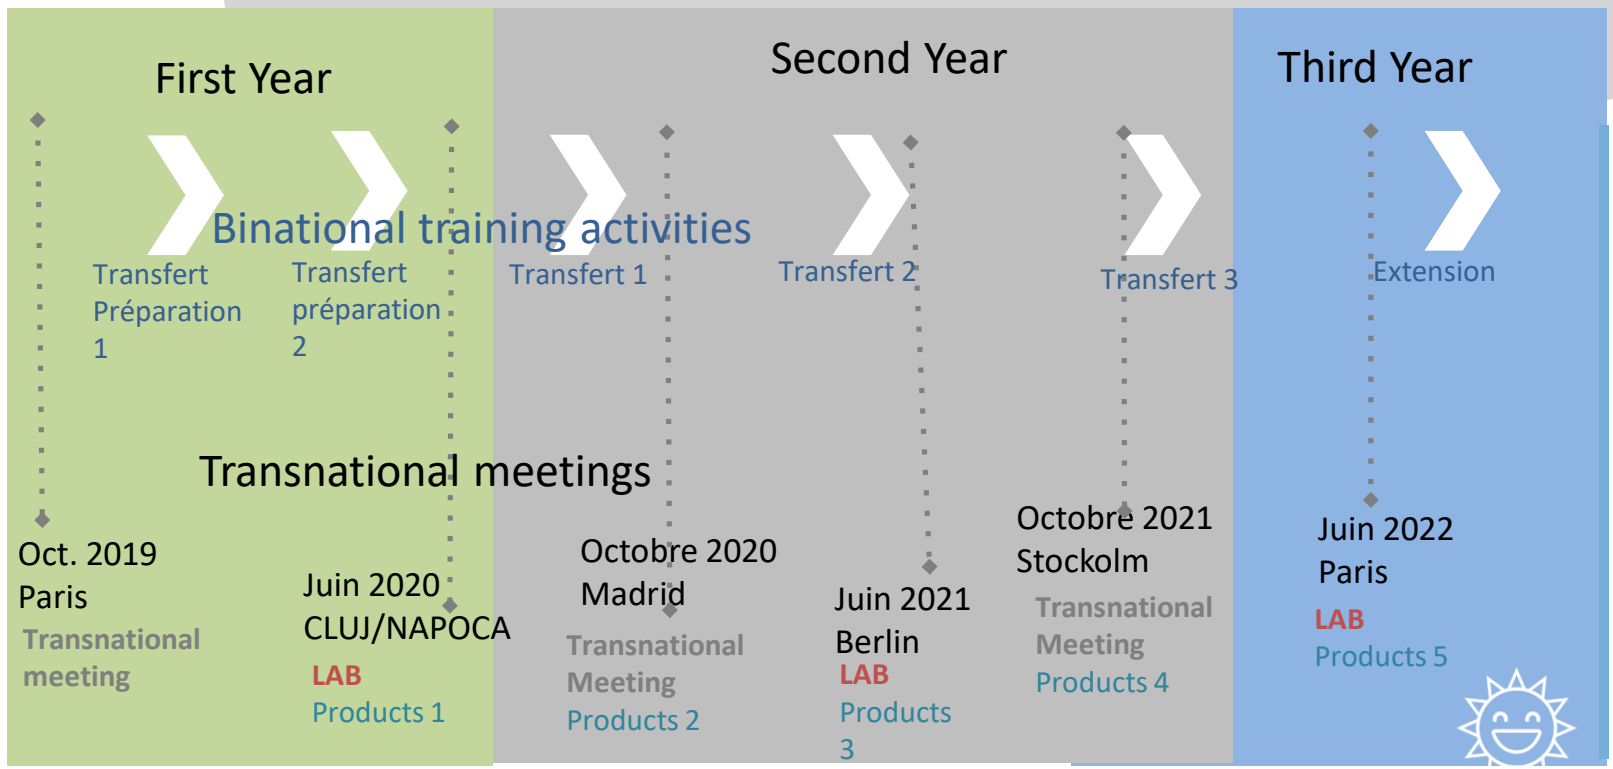 First Year
Second Year
Third Year
Binational training activities
Transfert
Préparation
1
Transfert
préparation
2
Transfert 1
Transfert 2
Transfert 3
Extension
Transnational meetings
Oct. 2019
Paris
Transnational
meeting
Juin 2020
CLUJ/NAPOCA
LAB
Products 1
Octobre 2020
Madrid
Transnational
Meeting
Products 2
Juin 2021
Berlin
LAB
Products
3
Octobre 2021
Stockolm
Transnational
Meeting
Products 4
Juin 2022
Paris
LAB
Products 5